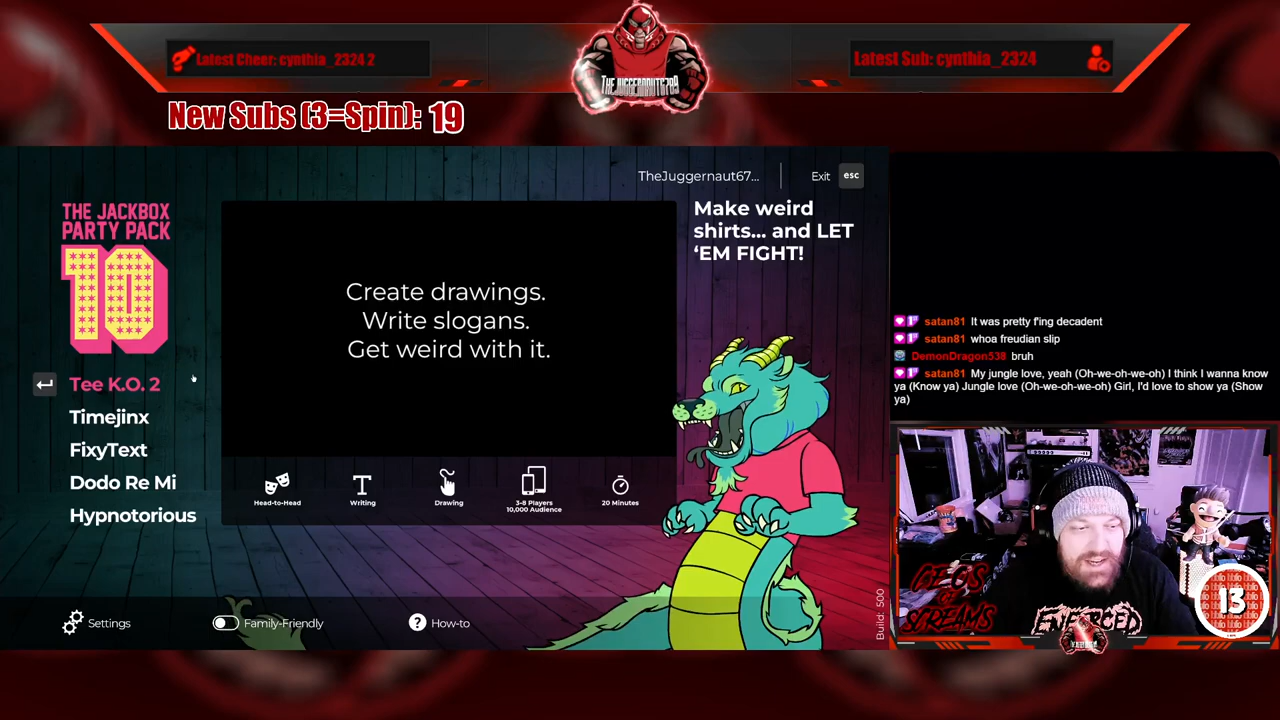 Latest Cheer: cynthia_2324 2
THEJUGGERNAUT6789
Latest Sub: cynthia_2324
New Subs (3=Spin): 19
TheJuggernaut67...
Exit
esc
THE JACKBOX
PARTY PACK
10
Make weird
shirts... and LET
‘EM FIGHT!
Create drawings.
Write slogans.
Get weird with it.
Tee K.O. 2
Timejinx
FixyText
Dodo Re Mi
Hypnotorious
Head-to-Head
Writing
Drawing
3-8 Players
10,000 Audience
20 Minutes
Settings
Family-Friendly
? How-to
Build: 500
satan81 It was pretty f'ing decadent
satan81 whoa freudian slip
DemonDragon538 bruh
satan81 My jungle love, yeah (Oh-we-oh-we-oh) I think I wanna know
ya (Know ya) Jungle love (Oh-we-oh-we-oh) Girl, I'd love to show ya (Show
ya)
SCREAMS
ENFORCED
13